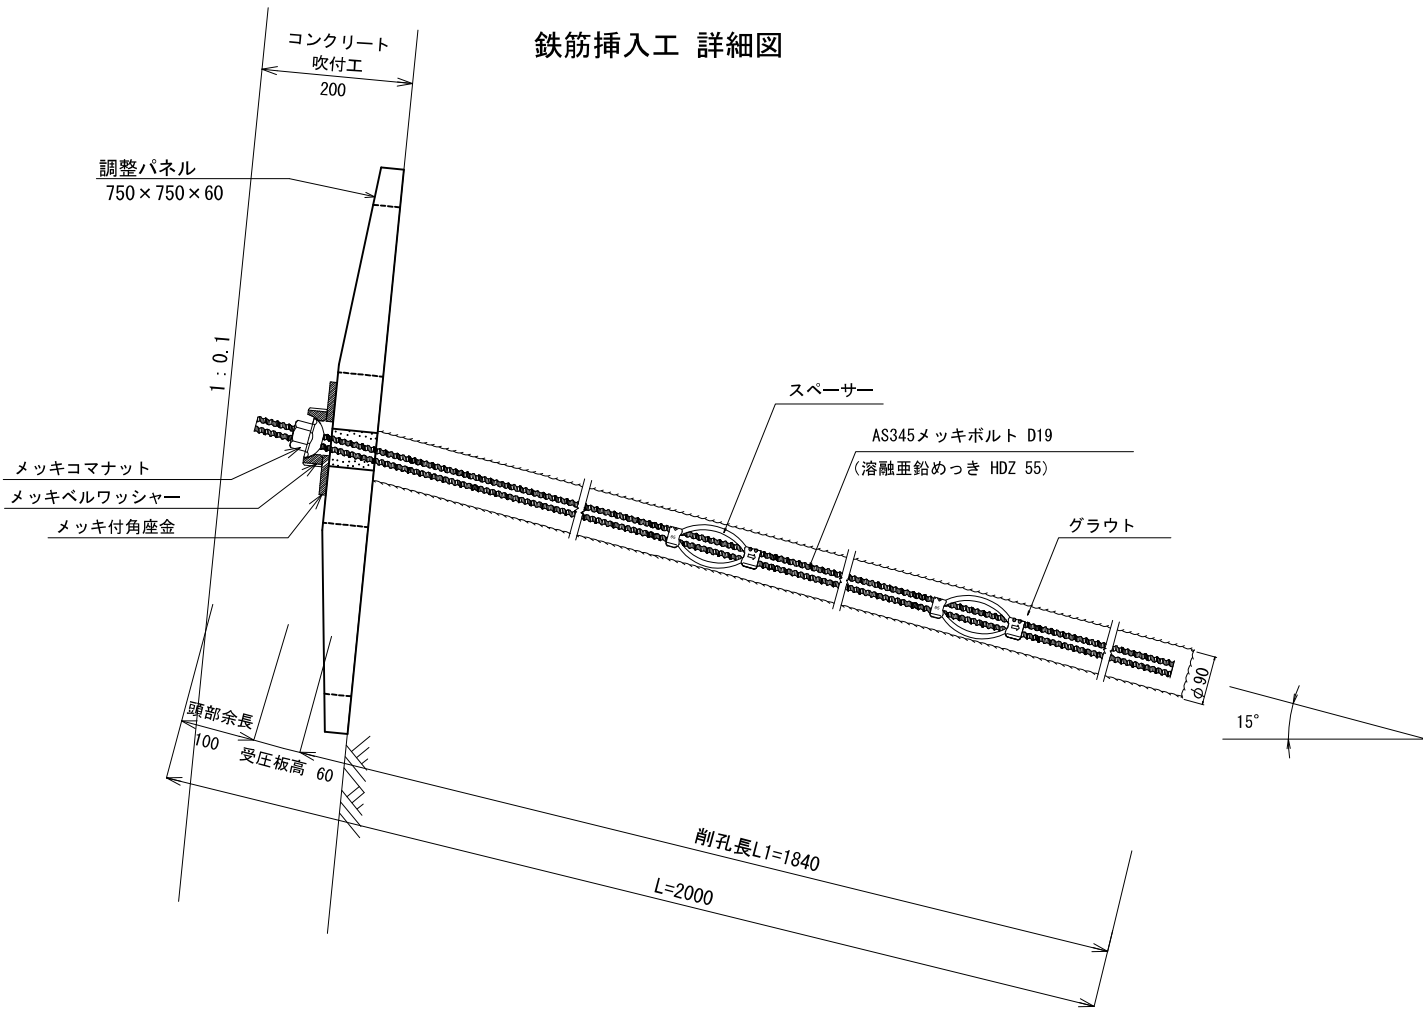 鉄筋挿入工 詳細図
コンクリート
吹付工
200
調整パネル
750×750×60
1:0.1
スペーサー
AS345メッキボルト D19
(溶融亜鉛めっき HDZ 55)
メッキコマナット
メッキベルワッシャー
メッキ付角座金
グラウト
φ90
15°
頭部余長
100
受圧板高 60
削孔長L1=1840
L=2000